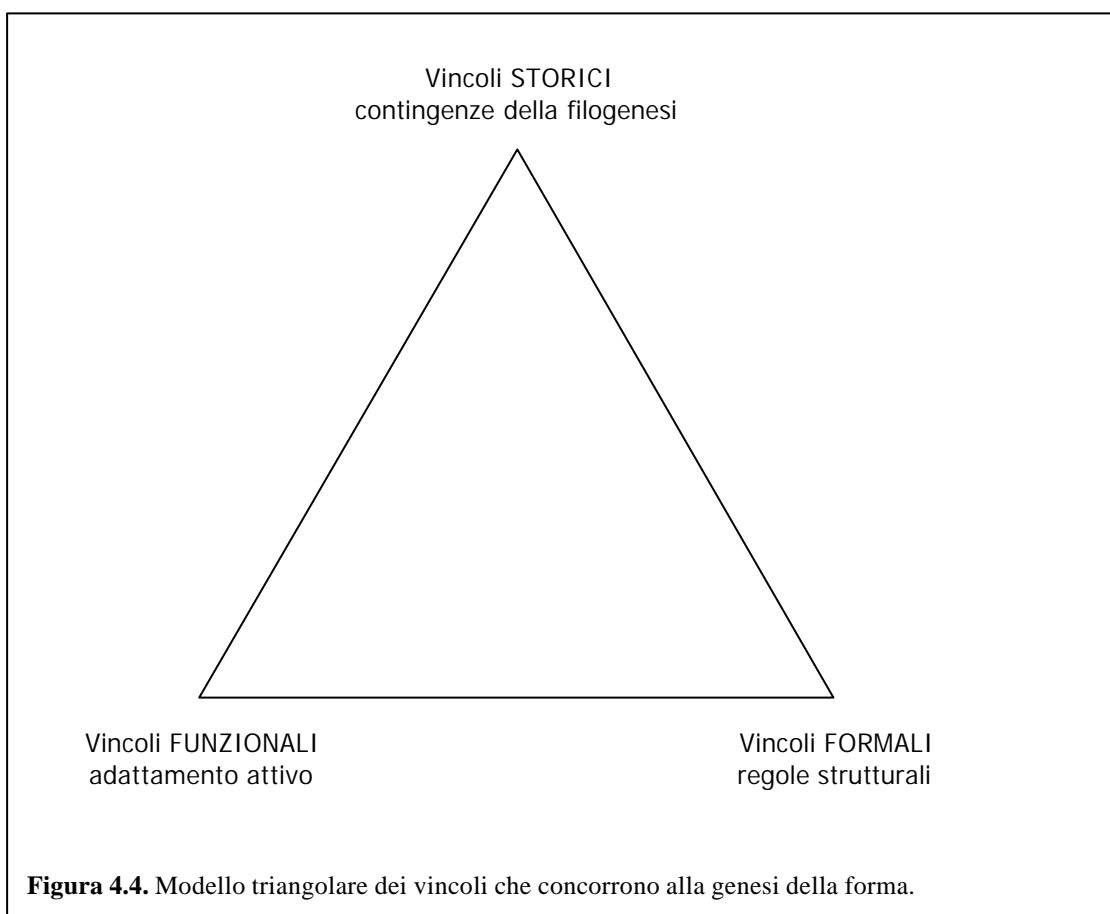 Vincoli STORICI
contingenze della filogenesi
Vincoli FUNZIONALI
adattamento attivo
Vincoli FORMALI
regole strutturali
Figura 4.4. Modello triangolare dei vincoli che concorrono alla genesi della forma.